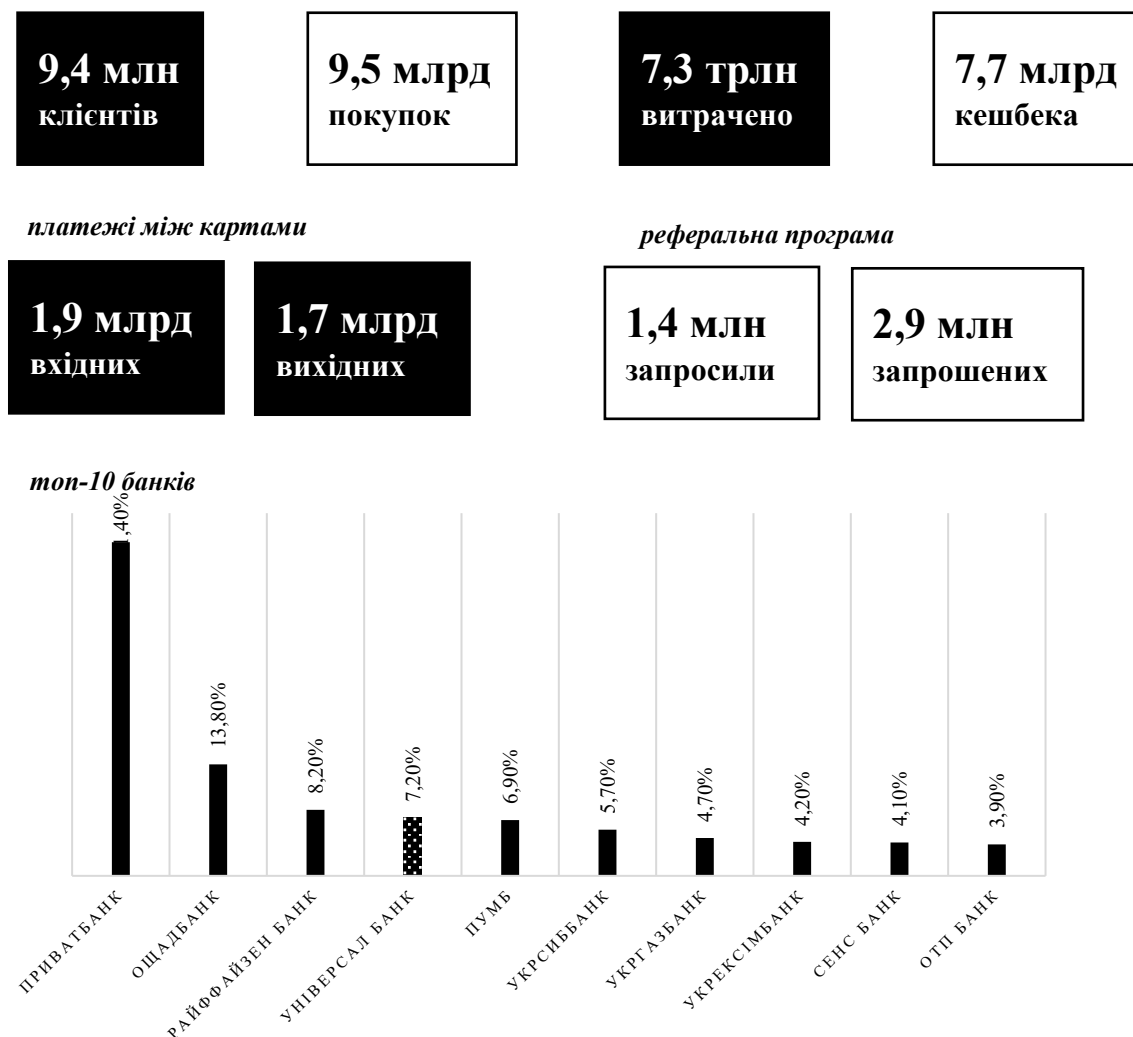 9,4 млн
клієнтів
9,5 млрд
покупок
7,3 трлн
витрачено
7,7 млрд
кешбека
платежі між картами
реферальна програма
1,9 млрд
вхідних
1,7 млрд
вихідних
1,4 млн
запросили
2,9 млн
запрошених
топ-10 банків
,40%
13,80%
8,20%
7,20%
6,90%
5,70%
4,70%
4,20%
4,10%
3,90%
ПРИВАТБАНК
ОЩАДБАНК
РАЙФФАЙЗЕН БАНК
УНІВЕРСАЛ БАНК
ПУМБ
УКРСИББАНК
УКРГАЗБАНК
УКРЕКСІМБАНК
СЕНС БАНК
ОТП БАНК